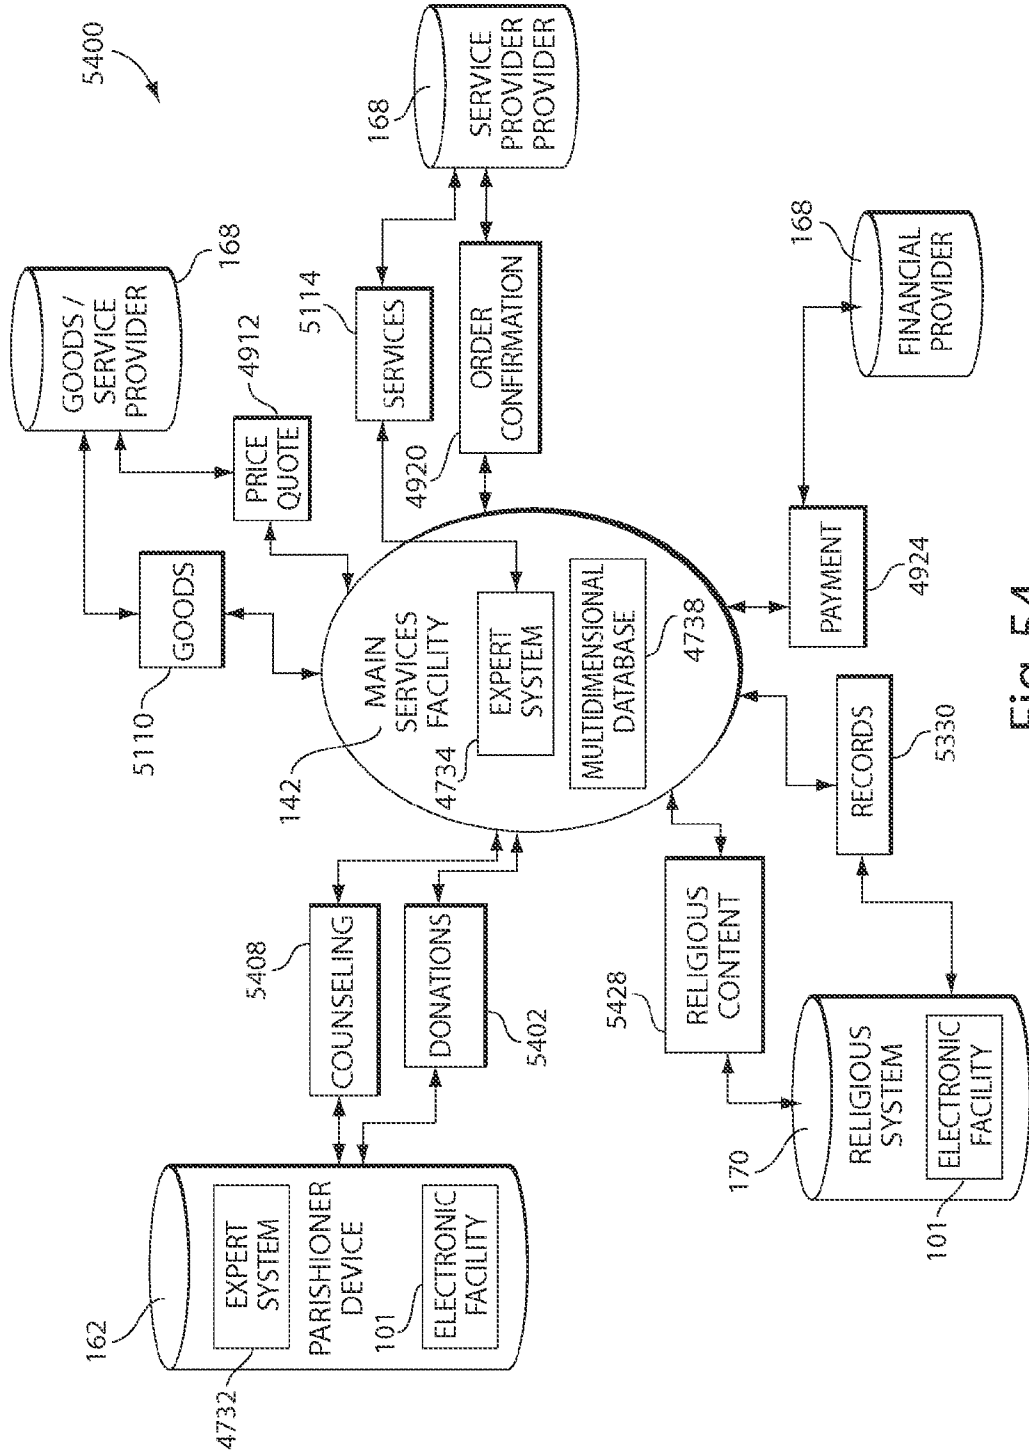 5400
162
EXPERT
SYSTEM
4732
PARISHIONER
DEVICE
101
ELECTRONIC
FACILITY
5408
COUNSELING
DONATIONS
5402
5110
GOODS
GOODS /
SERVICE
PROVIDER
168
PRICE
QUOTE
4912
142
MAIN
SERVICES
FACILITY
4734
EXPERT
SYSTEM
MULTIDIMENSIONAL
DATABASE
4738
SERVICES
5114
4920
ORDER
CONFIRMATION
168
SERVICE
PROVIDER
PROVIDER
5428
RELIGIOUS
CONTENT
170
RELIGIOUS
SYSTEM
101
ELECTRONIC
FACILITY
RECORDS
5330
PAYMENT
4924
168
FINANCIAL
PROVIDER
Fig. 54